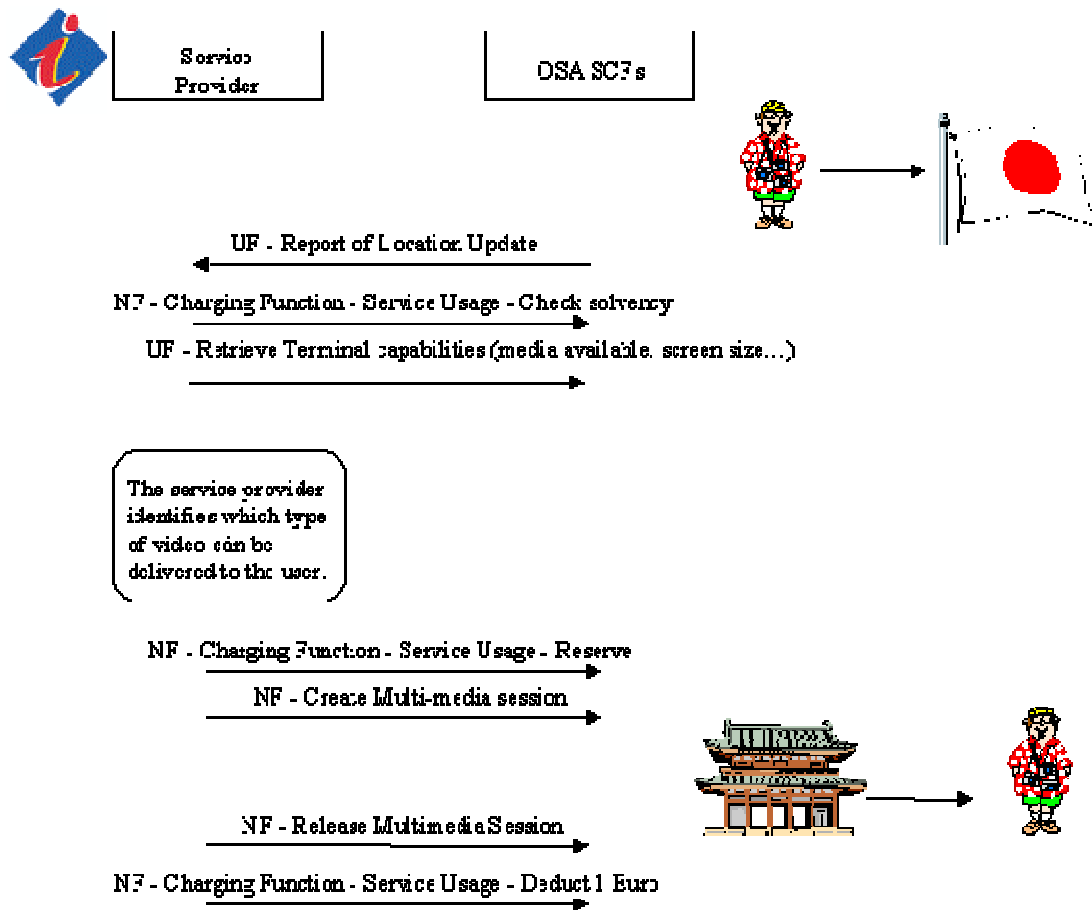 Service
Provider
OSA SCFs
UF - Report of Location Update
NF - Charging Function - Service Usage - Check solvency
UF - Retrieve Terminal capabilities (media available, screen size...)
The service provider
identifies which type
of video can be
delivered to the user.
NF - Charging Function - Service Usage - Reserve
NF - Create Multi-media session
NF - Release Multimedia Session
NF - Charging Function - Service Usage - Deduct 1 Euro